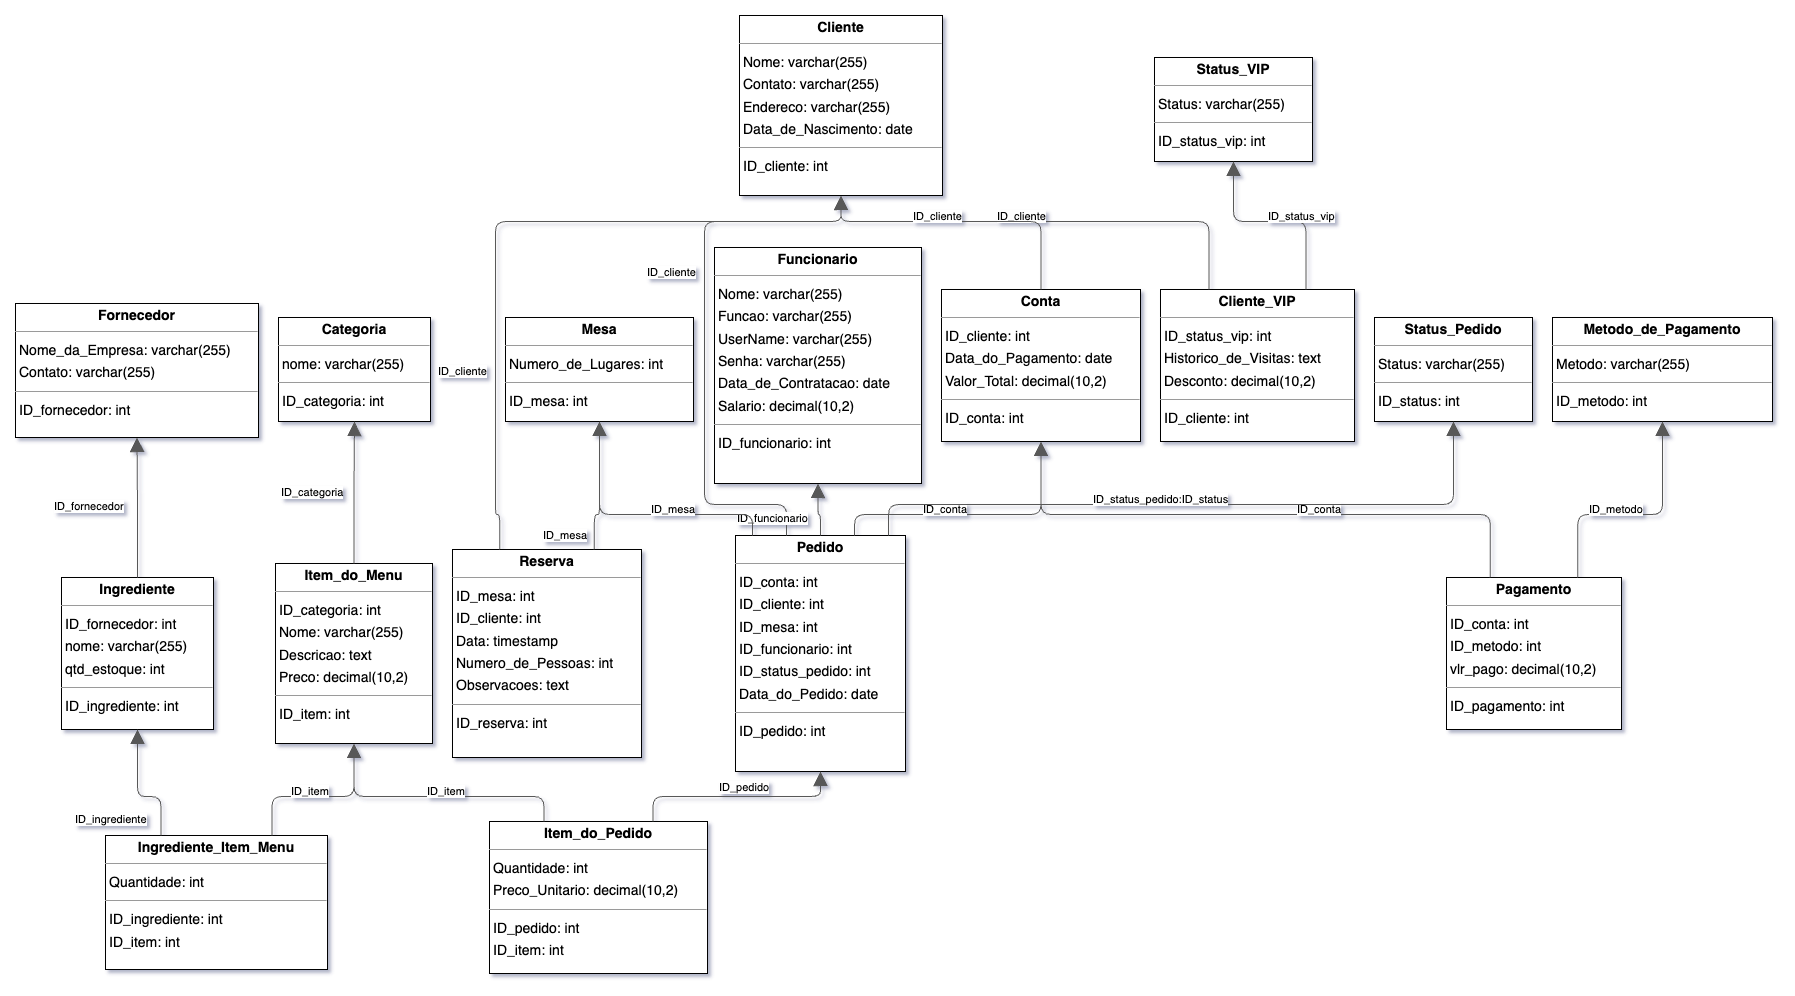 Cliente
Nome: varchar(255)
Contato: varchar(255)
Endereco: varchar(255)
Data_de_Nascimento: date
ID_cliente: int
Status_VIP
Status: varchar(255)
ID_status_vip: int
ID_cliente
ID_cliente
ID_status_vip
ID_cliente
ID_cliente
Funcionario
Nome: varchar(255)
Funcao: varchar(255)
UserName: varchar(255)
Senha: varchar(255)
Data_de_Contratacao: date
Salario: decimal(10,2)
ID_funcionario: int
Conta
ID_cliente: int
Data_do_Pagamento: date
Valor_Total: decimal(10,2)
ID_conta: int
Cliente_VIP
ID_status_vip: int
Historico_de_Visitas: text
Desconto: decimal(10,2)
ID_cliente: int
Fornecedor
Nome_da_Empresa: varchar(255)
Contato: varchar(255)
ID_fornecedor: int
Categoria
nome: varchar(255)
ID_categoria: int
Mesa
Numero_de_Lugares: int
ID_mesa: int
Status_Pedido
Status: varchar(255)
ID_status: int
Metodo_de_Pagamento
Metodo: varchar(255)
ID_metodo: int
ID_fornecedor
ID_categoria
ID_mesa
ID_mesa
ID_funcionario
ID_conta
ID_status_pedido:ID_status
ID_conta
ID_metodo
Ingrediente
ID_fornecedor: int
nome: varchar(255)
qtd_estoque: int
ID_ingrediente: int
Item_do_Menu
ID_categoria: int
Nome: varchar(255)
Descricao: text
Preco: decimal(10,2)
ID_item: int
Reserva
ID_mesa: int
ID_cliente: int
Data: timestamp
Numero_de_Pessoas: int
Observacoes: text
ID_reserva: int
Pedido
ID_conta: int
ID_cliente: int
ID_mesa: int
ID_funcionario: int
ID_status_pedido: int
Data_do_Pedido: date
ID_pedido: int
Pagamento
ID_conta: int
ID_metodo: int
vlr_pago: decimal(10,2)
ID_pagamento: int
ID_ingrediente
ID_item
ID_item
ID_pedido
Ingrediente_Item_Menu
Quantidade: int
ID_ingrediente: int
ID_item: int
Item_do_Pedido
Quantidade: int
Preco_Unitario: decimal(10,2)
ID_pedido: int
ID_item: int